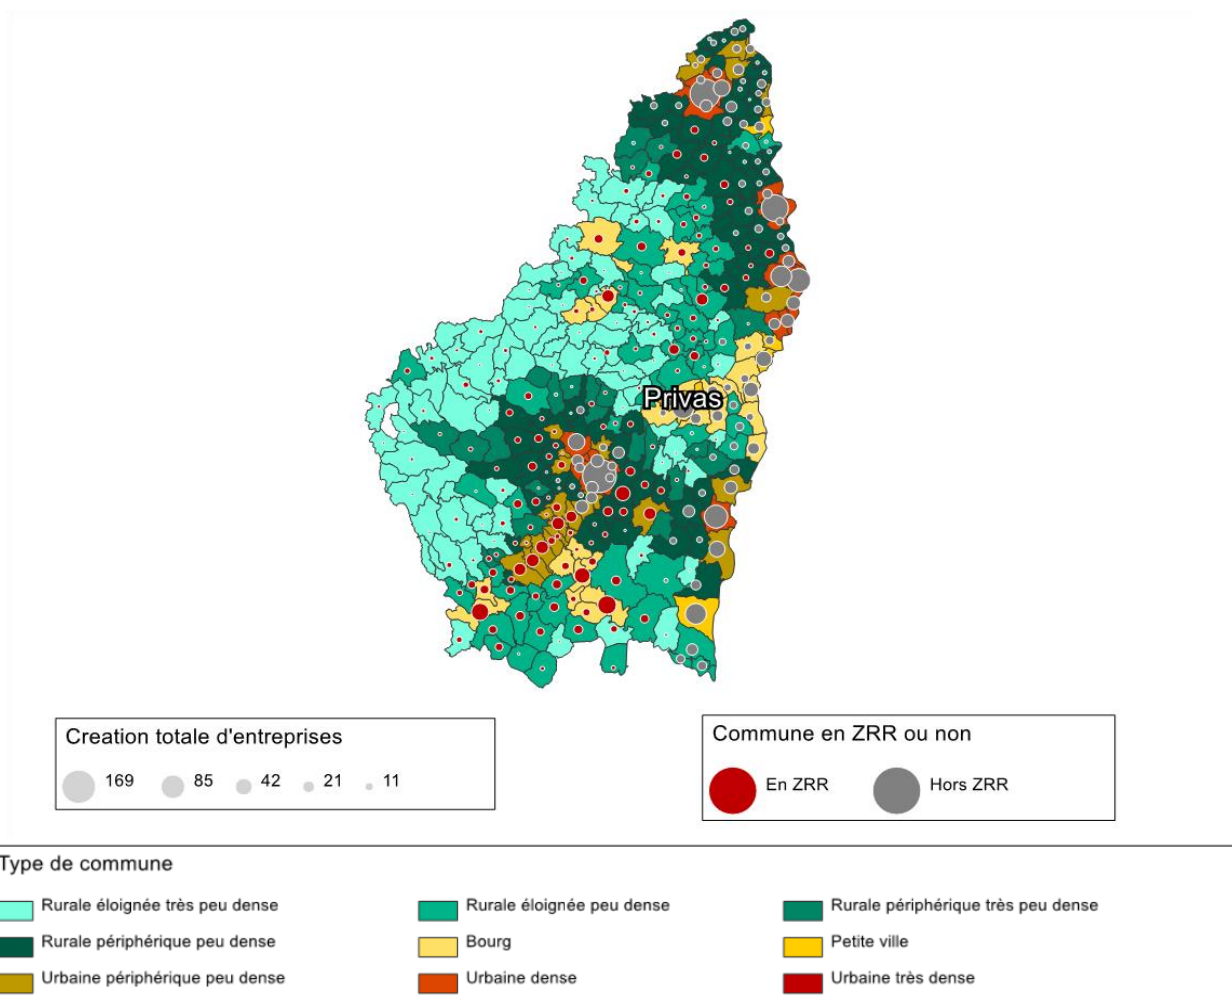 Privas
Creation totale d'entreprises
169 85 42 21 11
Commune en ZRR ou non
En ZRR Hors ZRR
Type de commune
Rurale éloignée très peu dense Rurale éloignée peu dense Rurale périphérique très peu dense
Rurale périphérique peu dense Bourg Petite ville
Urbaine périphérique peu dense Urbaine dense Urbaine très dense